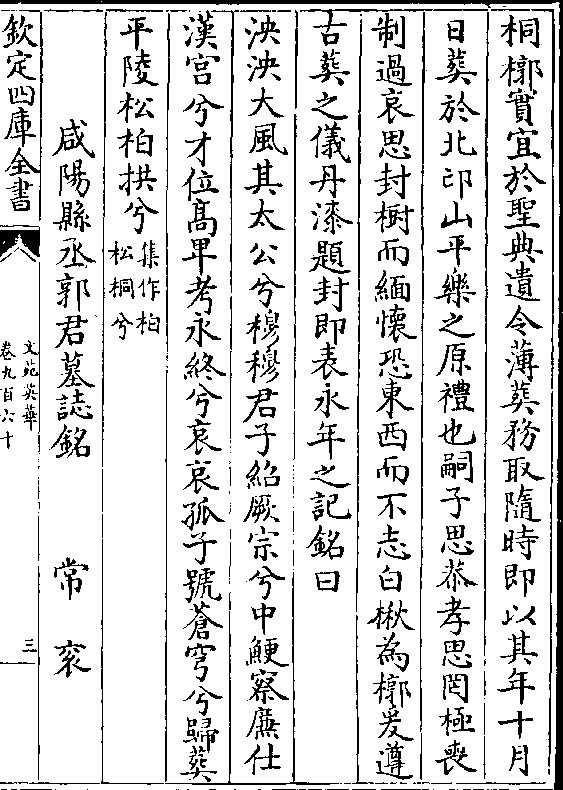 桐槨實宜於聖典遺令薄葬務取隨時即以其年十月
日葬於北邙山平樂之原禮也嗣子思恭孝思罔極喪
制過哀思封樹而緬懷恐東西而不志白楸為槨爰遵
古葬之儀丹漆題封即表永年之記銘曰
泱泱大風其太公兮穆穆君子紹厥宗兮中鯁察廉仕
漢宫兮才位髙卑考永終兮哀哀孤子號蒼穹兮歸葬
平陵松柏拱兮集作柏
松桐兮
咸陽縣丞郭君墓誌銘 常衮
欽定四庫全書
文苑英華
卷九百六十
三